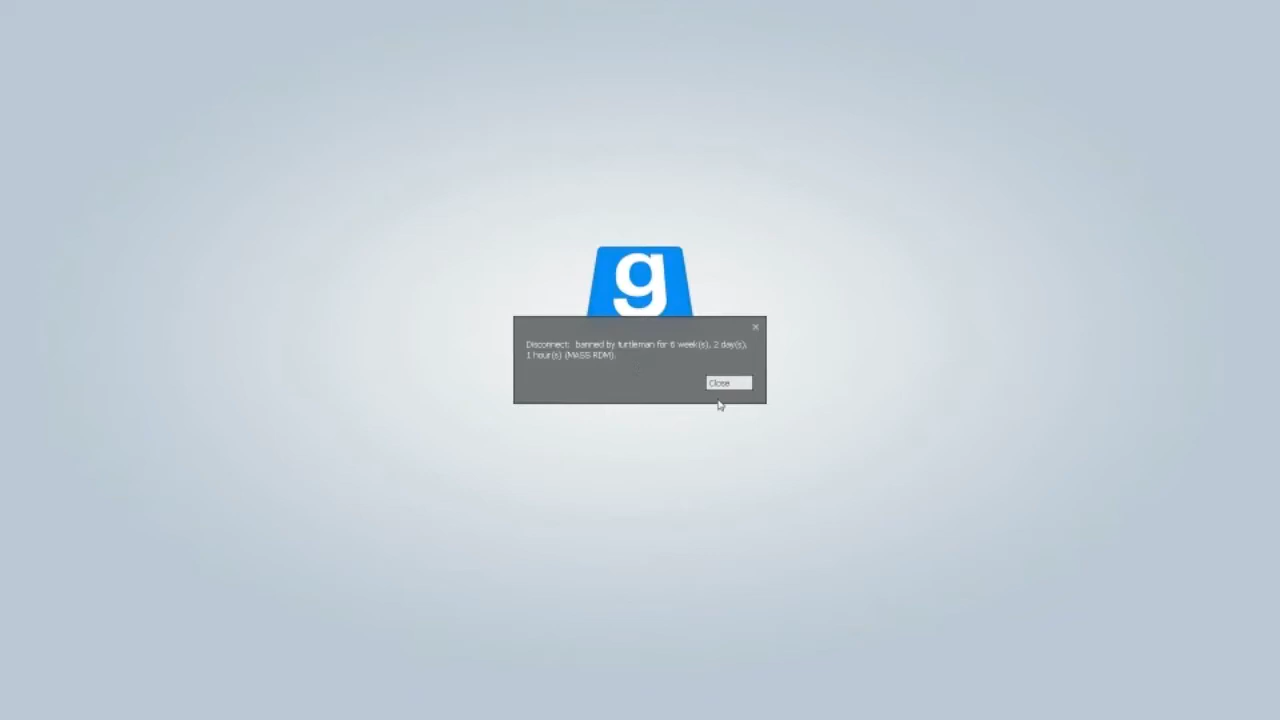 g
Disconnect: banned by turtleman for 6 week(s), 2 day(s),
1 hour(s) (MASS RDM).
Close